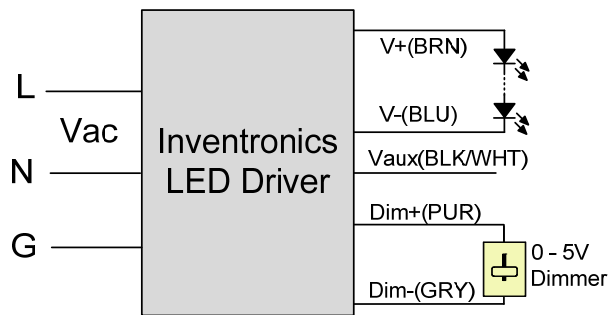 L
Vac
N
G
Inventronics
LED Driver
V+(BRN)
V-(BLU)
Vaux(BLK/WHT)
Dim+(PUR)
Dim-(GRY)
0 - 5V
Dimmer